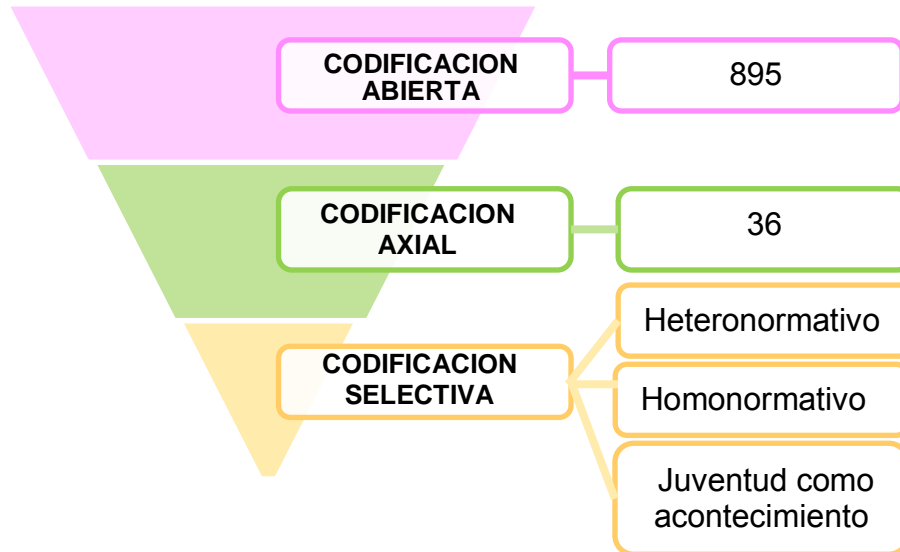 CODIFICACION
ABIERTA
895
CODIFICACION
AXIAL
36
CODIFICACION
SELECTIVA
Heteronormativo
Homonormativo
Juventud como
acontecimiento